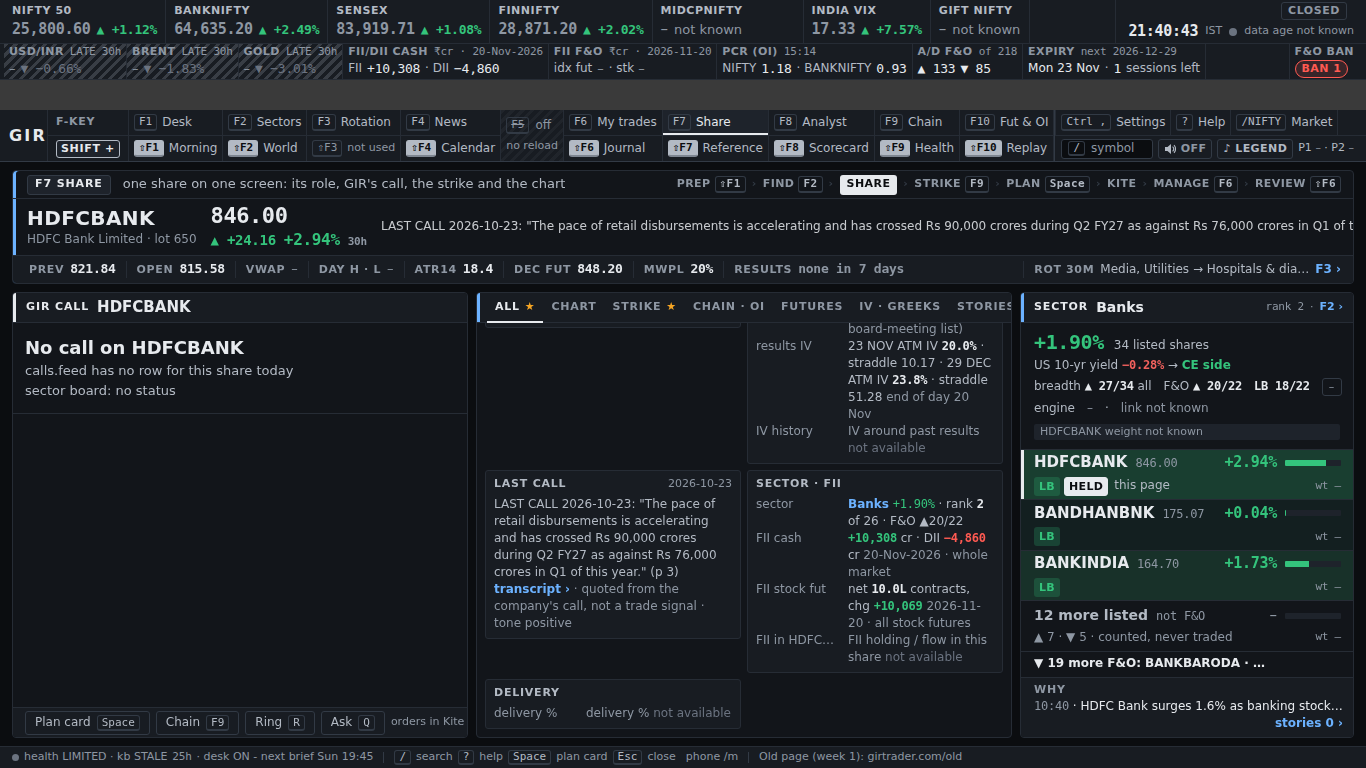 NIFTY 50 BANKNIFTY SENSEX FINNIFTY MIDCPNIFTY INDIA VIX GIFT NIFTY CLOSED
25,800.60 ▲ +1.12% 64,635.20 ▲ +2.49% 83,919.71 ▲ +1.08% 28,871.20 ▲ +2.02% – not known 17.33 ▲ +7.57% – not known 21:40:43 IST ● data age not known
USD/INR LATE 30h BRENT LATE 30h GOLD LATE 30h FII/DII CASH ₹cr · 20-Nov-2026 FII F&O ₹cr · 2026-11-20 PCR (OI) 15:14 A/D F&O of 218 EXPIRY next 2026-12-29 F&O BAN
– ▼ −0.66% – ▼ −1.83% – ▼ −3.01% FII +10,308 · DII −4,860 idx fut – · stk – NIFTY 1.18 · BANKNIFTY 0.93 ▲ 133 ▼ 85 Mon 23 Nov · 1 sessions left BAN 1
GIR
F-KEY F1 Desk F2 Sectors F3 Rotation F4 News F5 off F6 My trades F7 Share F8 Analyst F9 Chain F10 Fut & OI Ctrl , Settings ? Help /NIFTY Market
SHIFT + ⇧F1 Morning ⇧F2 World ⇧F3 not used ⇧F4 Calendar no reload ⇧F6 Journal ⇧F7 Reference ⇧F8 Scorecard ⇧F9 Health ⇧F10 Replay / symbol OFF ♪ LEGEND P1 – · P2 –
F7 SHARE one share on one screen: its role, GIR's call, the strike and the chart PREP ⇧F1 › FIND F2 › SHARE › STRIKE F9 › PLAN Space › KITE › MANAGE F6 › REVIEW ⇧F6
HDFCBANK 846.00
HDFC Bank Limited · lot 650 ▲ +24.16 +2.94% 30h
LAST CALL 2026-10-23: "The pace of retail disbursements is accelerating and has crossed Rs 90,000 crores during Q2 FY27 as against Rs 76,000 crores in Q1 of t
PREV 821.84 OPEN 815.58 VWAP – DAY H · L – ATR14 18.4 DEC FUT 848.20 MWPL 20% RESULTS none in 7 days ROT 30M Media, Utilities → Hospitals & dia… F3 ›
GIR CALL HDFCBANK
No call on HDFCBANK
calls.feed has no row for this share today
sector board: no status
Plan card Space Chain F9 Ring R Ask Q orders in Kite
ALL ★ CHART STRIKE ★ CHAIN · OI FUTURES IV · GREEKS STORIES
board-meeting list)
results IV 23 NOV ATM IV 20.0% ·
straddle 10.17 · 29 DEC
ATM IV 23.8% · straddle
51.28 end of day 20
Nov
IV history IV around past results
not available
LAST CALL 2026-10-23
LAST CALL 2026-10-23: "The pace of
retail disbursements is accelerating
and has crossed Rs 90,000 crores
during Q2 FY27 as against Rs 76,000
crores in Q1 of this year." (p 3)
transcript › · quoted from the
company's call, not a trade signal ·
tone positive
SECTOR · FII
sector Banks +1.90% · rank 2
of 26 · F&O ▲20/22
FII cash +10,308 cr · DII −4,860
cr 20-Nov-2026 · whole
market
FII stock fut net 10.0L contracts,
chg +10,069 2026-11-
20 · all stock futures
FII in HDFC… FII holding / flow in this
share not available
DELIVERY
delivery % delivery % not available
SECTOR Banks rank 2 · F2 ›
+1.90% 34 listed shares
US 10-yr yield −0.28% → CE side
breadth ▲ 27/34 all F&O ▲ 20/22 LB 18/22 –
engine – · link not known
HDFCBANK weight not known
HDFCBANK 846.00 +2.94%
LB HELD this page wt –
BANDHANBNK 175.07 +0.04%
LB wt –
BANKINDIA 164.70 +1.73%
LB wt –
12 more listed not F&O –
▲ 7 · ▼ 5 · counted, never traded wt –
▼ 19 more F&O: BANKBARODA · …
WHY
10:40 · HDFC Bank surges 1.6% as banking stock…
stories 0 ›
● health LIMITED · kb STALE 25h · desk ON - next brief Sun 19:45 / search ? help Space plan card Esc close phone /m Old page (week 1): girtrader.com/old